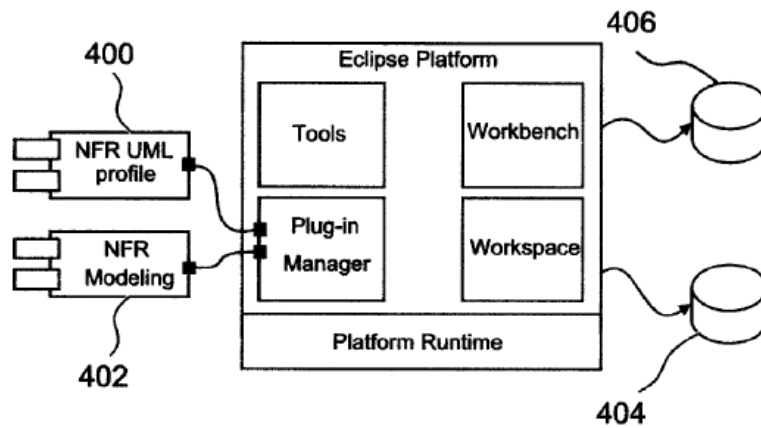 406
400
Eclipse Platform
NFR UML
profile
Tools
Workbench
NFR
Modeling
Plug-in
Manager
Workspace
Platform Runtime
402
404